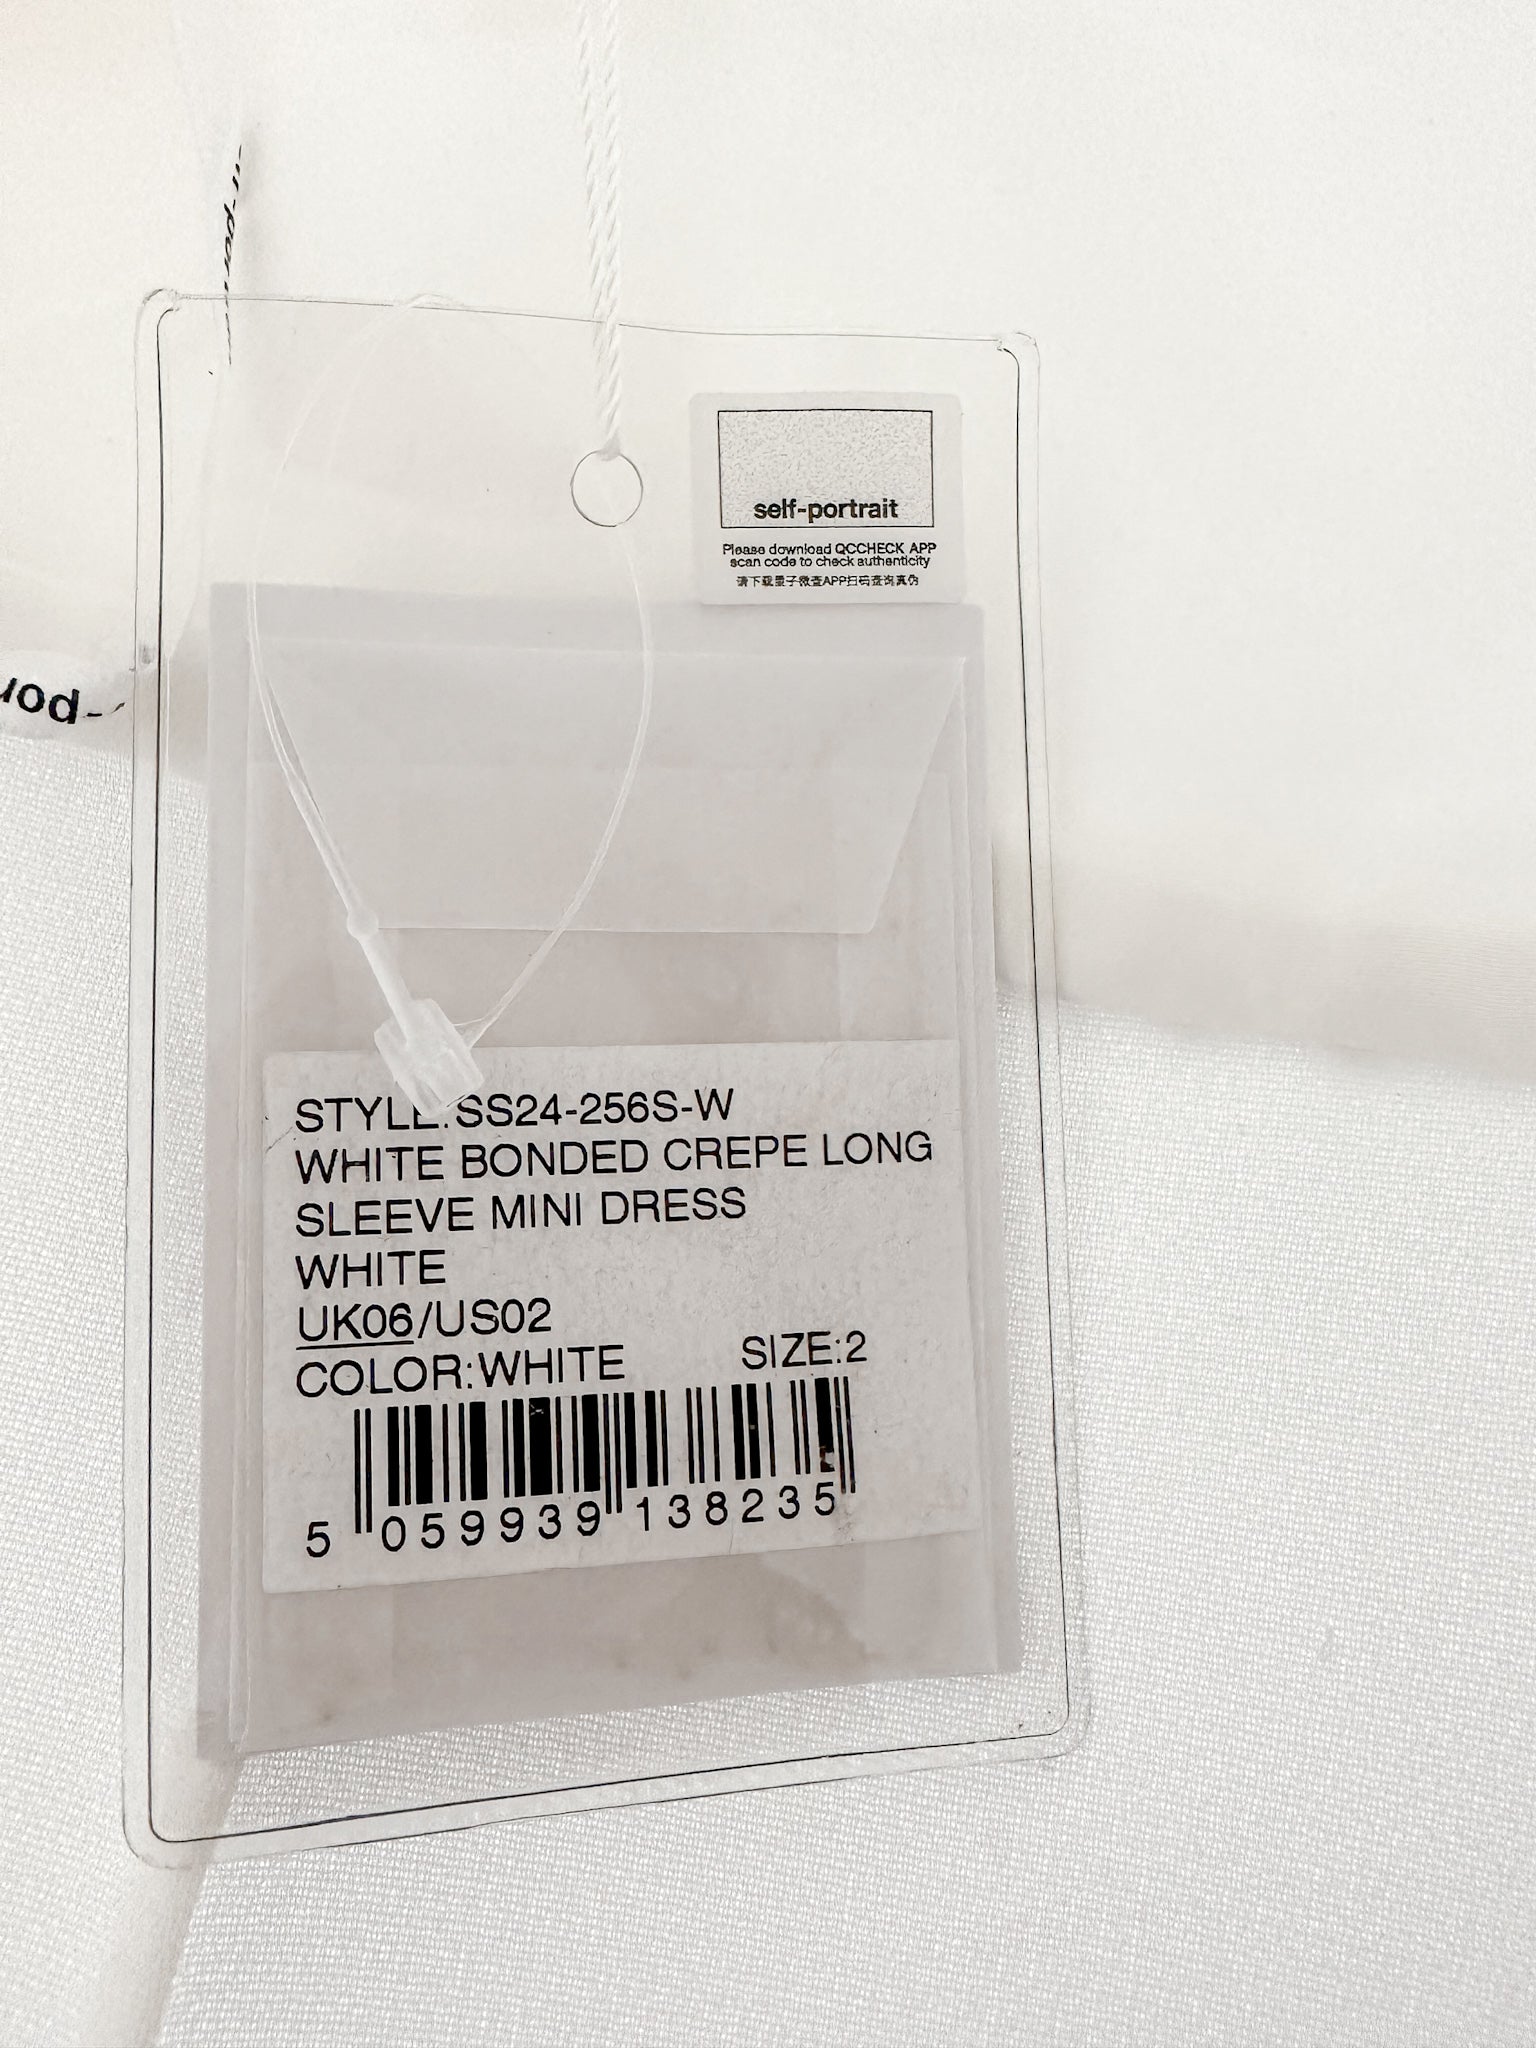 self-portrait
Please download QCCHECK APP
scan code to check authenticity
请下载量子微查APP扫码查询真伪
-por
STYLE:SS24-256S-W
WHITE BONDED CREPE LONG
SLEEVE MINI DRESS
WHITE
UK06/US02
COLOR:WHITE SIZE:2
5 059939 138235